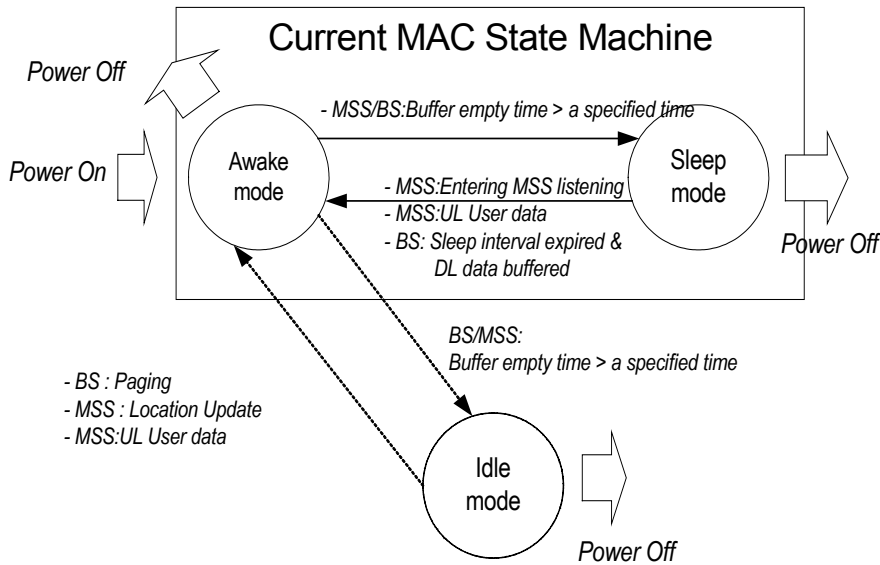 Current MAC State Machine
Power Off
- MSS/BS:Buffer empty time > a specified time
Power On
Awake
mode
Sleep
mode
- MSS:Entering MSS listening
- MSS:UL User data
- BS: Sleep interval expired &
DL data buffered
Power Off
BS/MSS:
Buffer empty time > a specified time
- BS : Paging
- MSS : Location Update
- MSS:UL User data
Idle
mode
Power Off